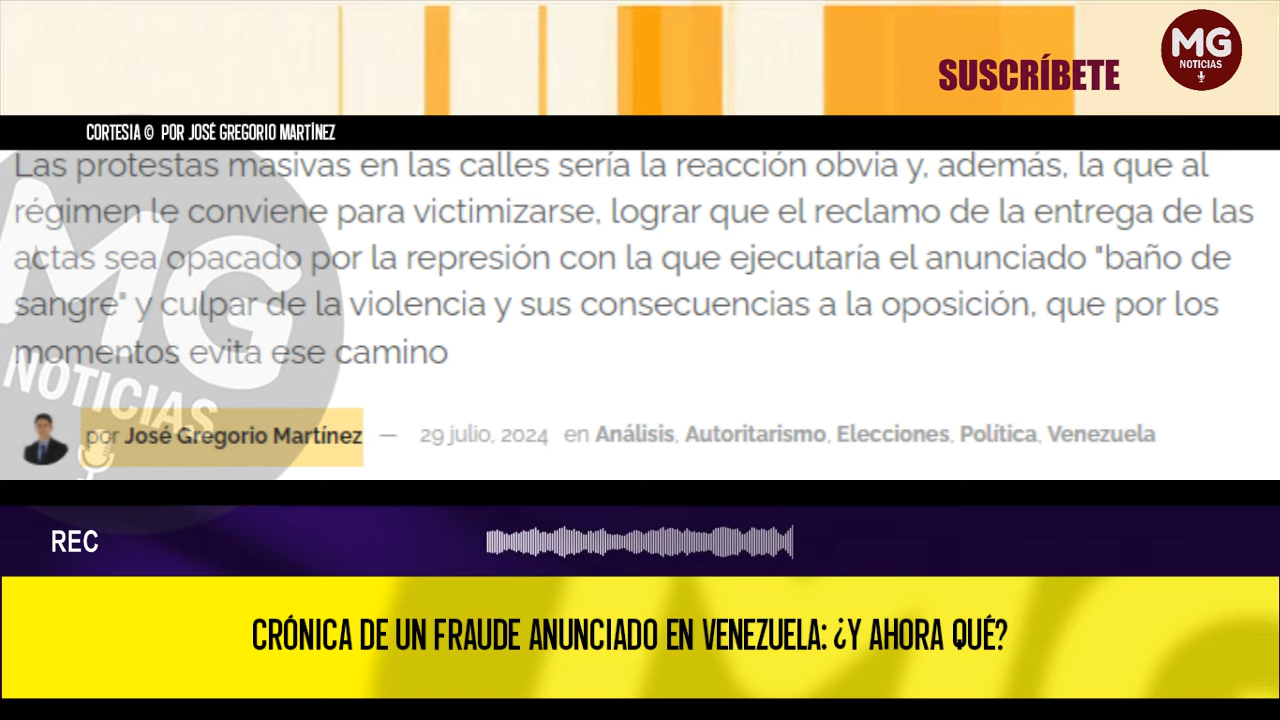 SUSCRÍBETE
MG
NOTICIAS
CORTESIA © POR JOSÉ GREGORIO MARTÍNEZ
Las protestas masivas en las calles sería la reacción obvia y, además, la que al
régimen le conviene para victimizarse, lograr que el reclamo de la entrega de las
actas sea opacado por la represión con la que ejecutaría el anunciado "baño de
sangre" y culpar de la violencia y sus consecuencias a la oposición, que por los
momentos evita ese camino
MG
NOTICIAS
por José Gregorio Martínez — 29 julio, 2024 en Análisis, Autoritarismo, Elecciones, Política, Venezuela
REC
CRÓNICA DE UN FRAUDE ANUNCIADO EN VENEZUELA: ¿Y AHORA QUÉ?